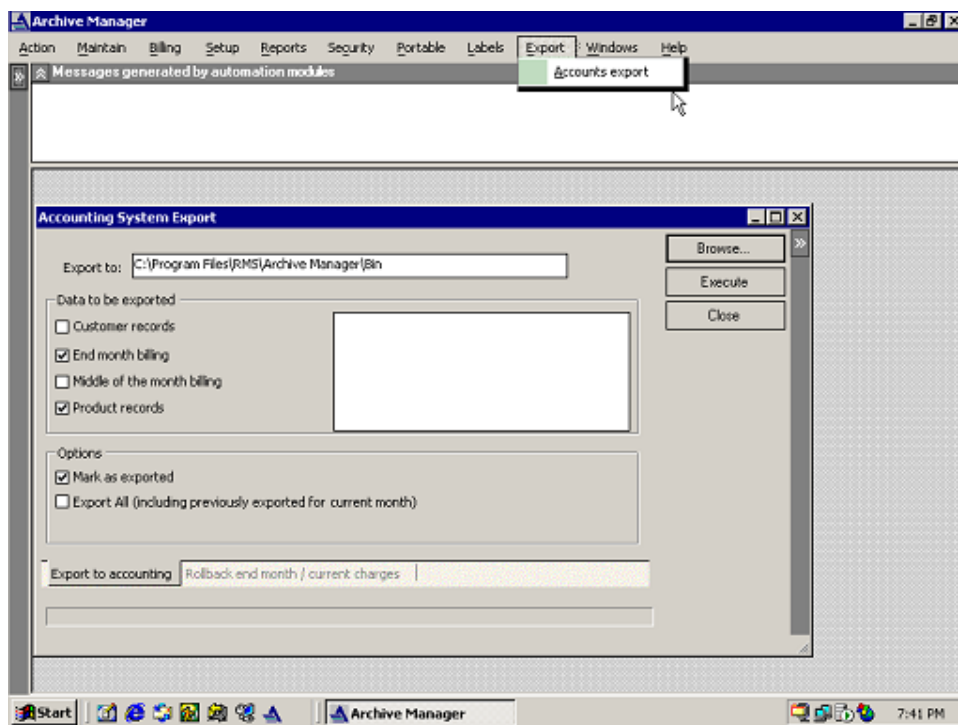 Archive Manager
Action Maintain Billing Setup Reports Security Portable Labels Export Windows Help
Messages generated by automation modules
Accounts export
Accounting System Export
Export to: C:\Program Files\RMS\Archive Manager\Bin
Browse...
Execute
Close
Data to be exported
Customer records
End month billing
Middle of the month billing
Product records
Options
Mark as exported
Export All (including previously exported for current month)
Export to accounting Rollback end month / current charges
Start Archive Manager 7:41 PM